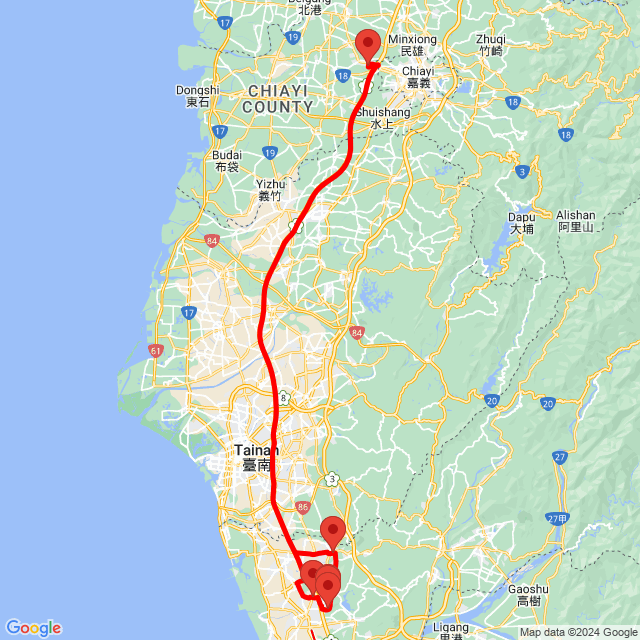 Beigang
北港
Minxiong
民雄
Zhuqi
竹崎
18
Chiayi
嘉義
18
Dongshi
東石
CHIAYI
COUNTY
Shuishang
水上
3
18
17
19
Budai
布袋
3
Yizhu
義竹
Dapu
大埔
Alishan
阿里山
84
17
84
61
8
20
20
Tainan
臺南
27
3
86
27甲
Gaoshu
高樹
Ligang
里港
Google
Map data ©2024 Google